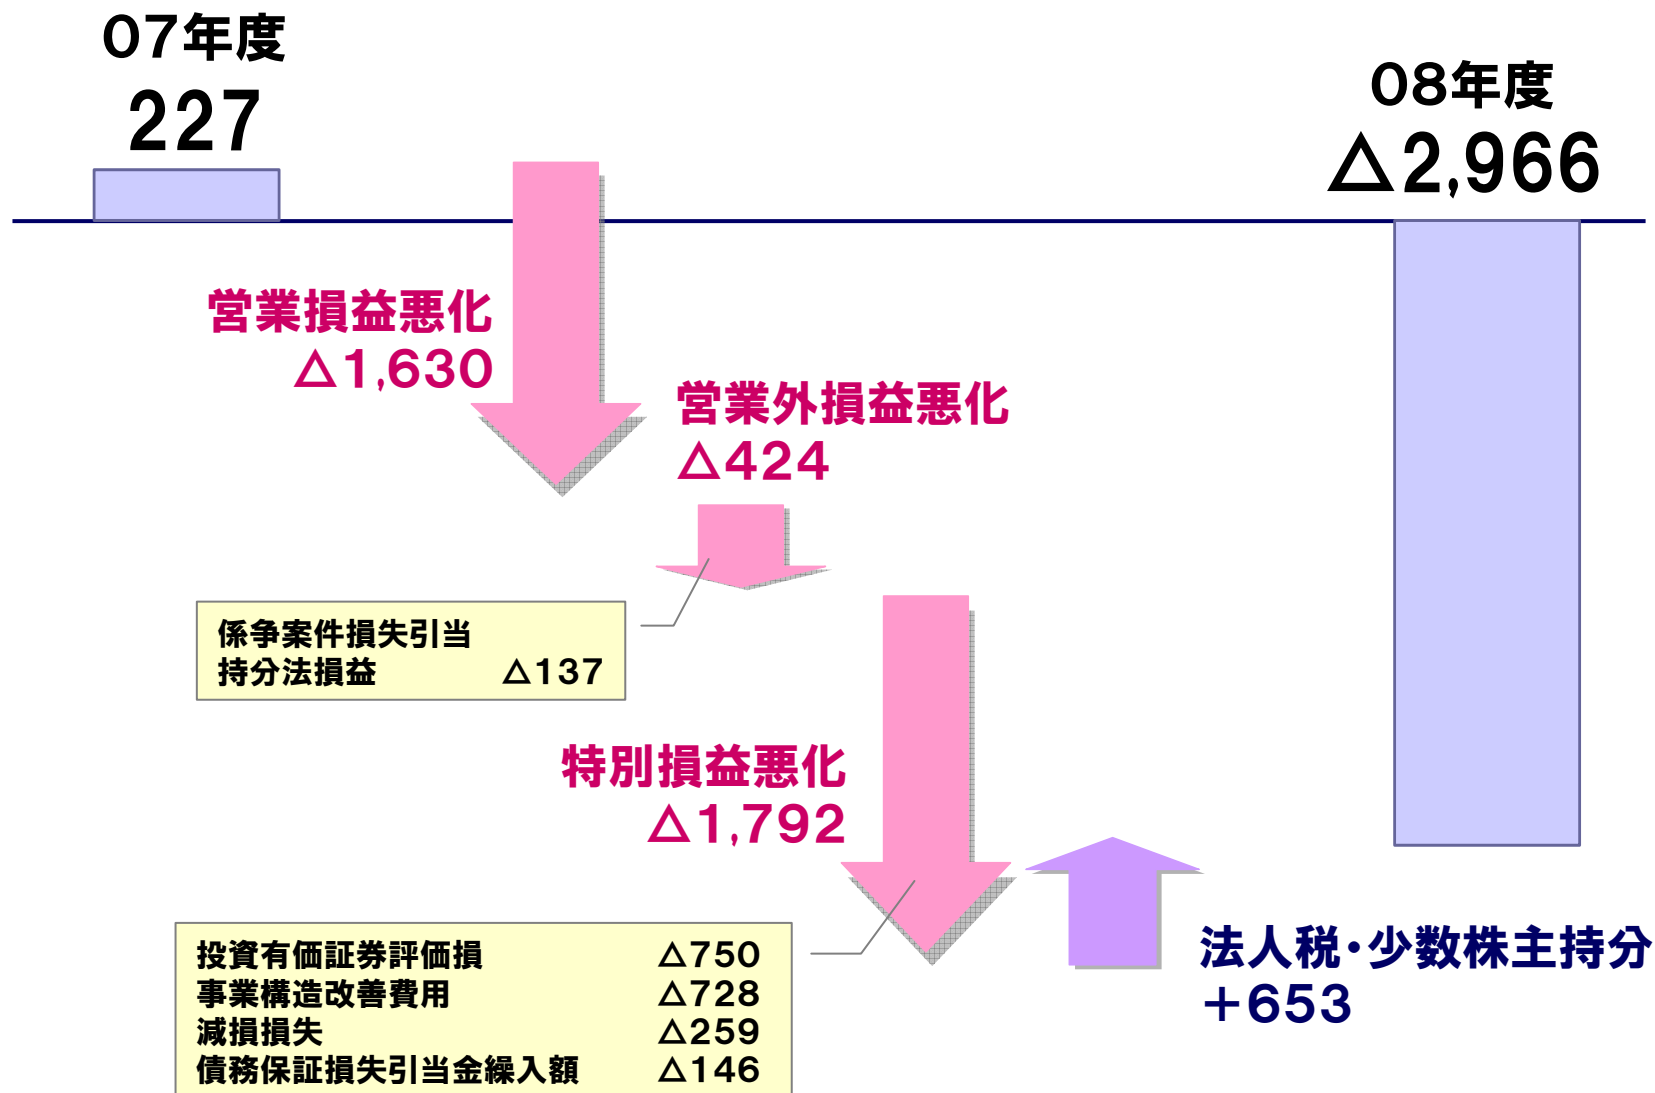 07年度
227
08年度
△2,966
営業損益悪化
△1,630
営業外損益悪化
△424
係争案件損失引当
持分法損益 △137
特別損益悪化
△1,792
投資有価証券評価損 △750
事業構造改善費用 △728
減損損失 △259
債務保証損失引当金繰入額 △146
法人税・少数株主持分
＋653